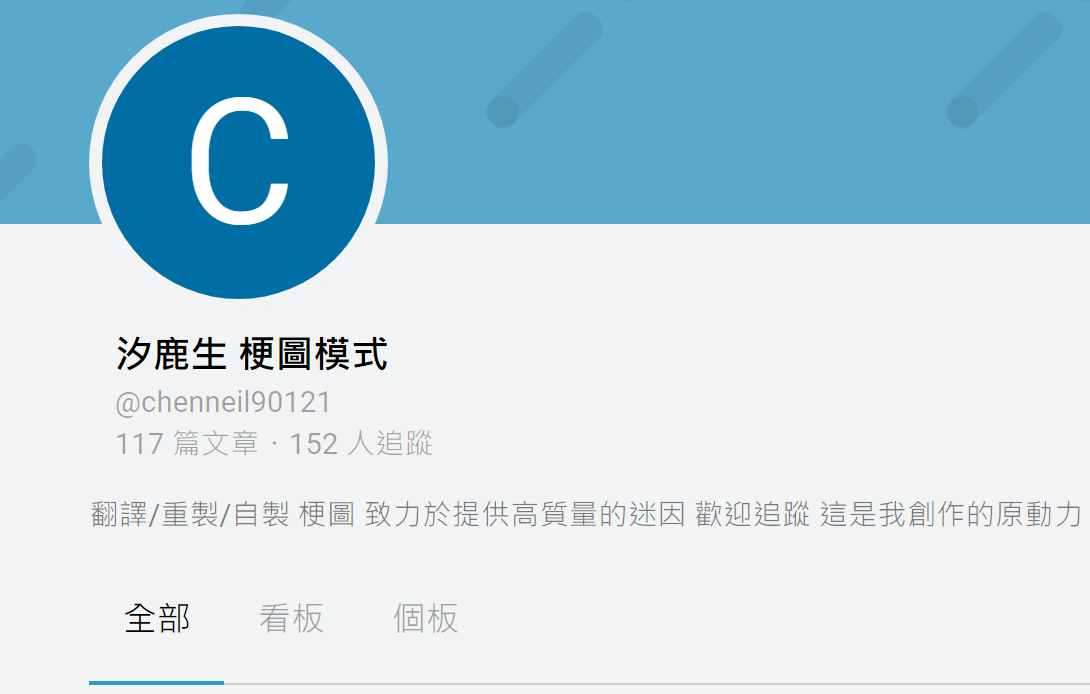 C
汐鹿生 梗圖模式
@chenneil90121
117 篇文章 · 152 人追蹤
翻譯/重製/自製 梗圖 致力於提供高質量的迷因 歡迎追蹤 這是我創作的原動力
全部 看板 個板